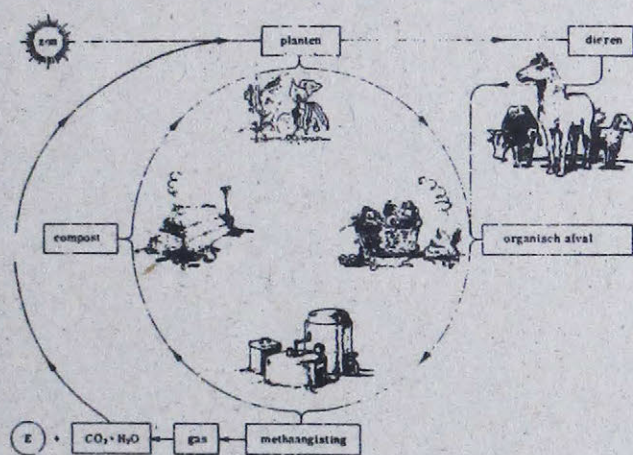 zon
planten
dieren
compost
organisch afval
E + CO₂ + H₂O
gas
methaangisting